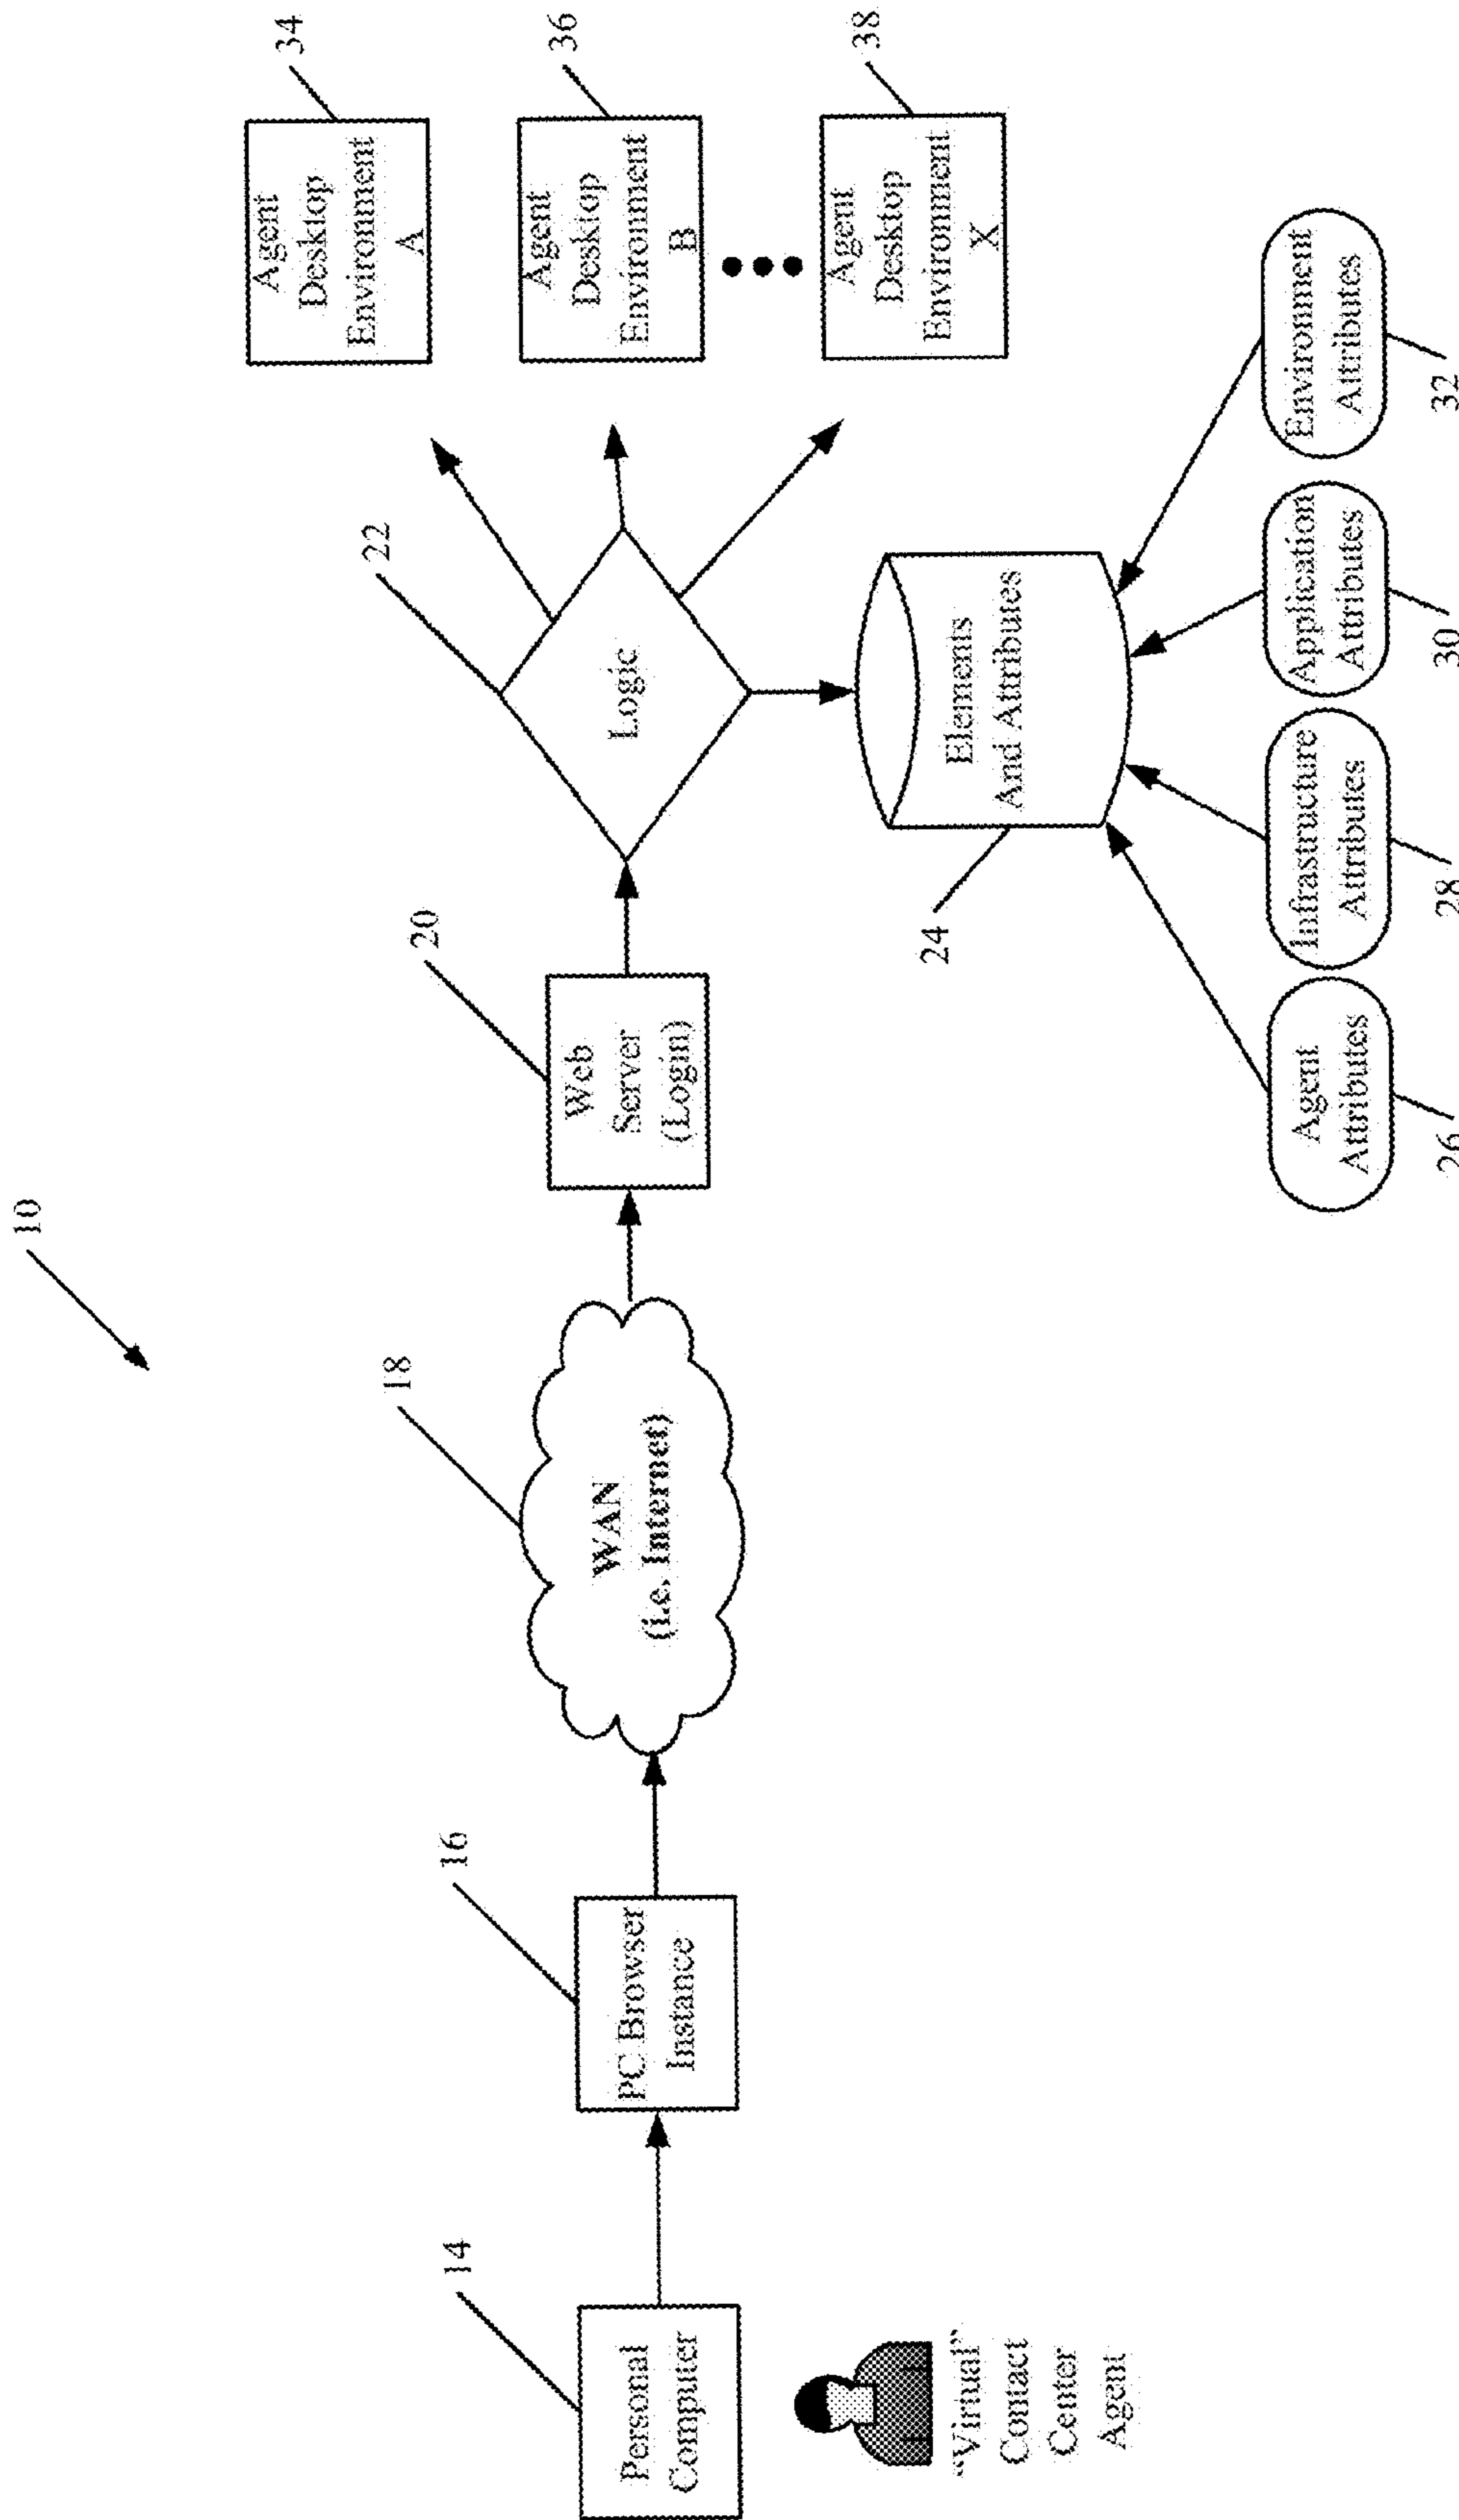 10
14
Personal
Computer
"Virtual"
Contact
Center
Agent
16
PC Browser
Instance
18
WAN
(i.e. Internet)
20
Web
Server
(Login)
22
Logic
24
Elements
And Attributes
26
Agent
Attributes
28
Infrastructure
Attributes
30
Application
Attributes
32
Environment
Attributes
34
Agent
Desktop
Environment
A
36
Agent
Desktop
Environment
B
38
Agent
Desktop
Environment
X